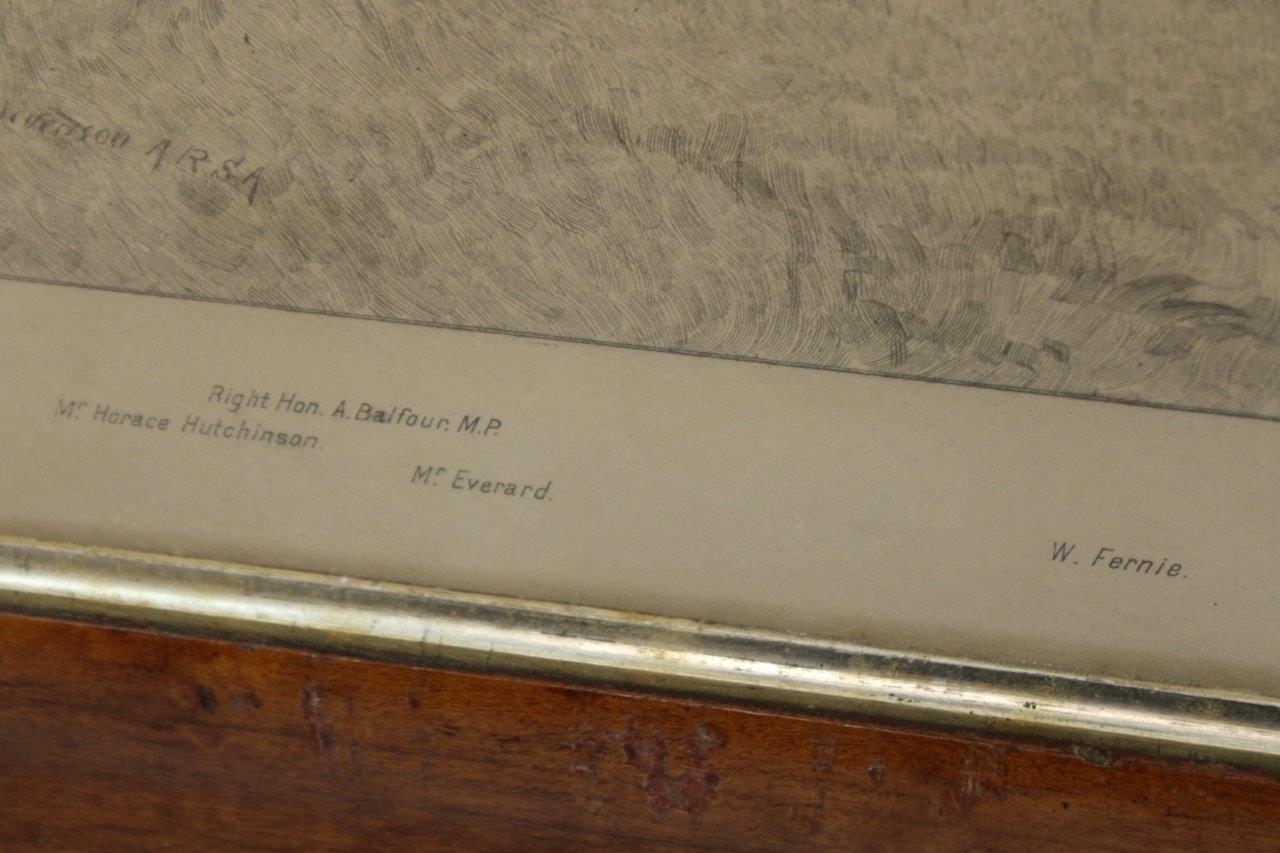 A R S A
Right Hon. A. Balfour. M.P.
Mr Horace Hutchinson.
Mr Everard.
W. Fernie.